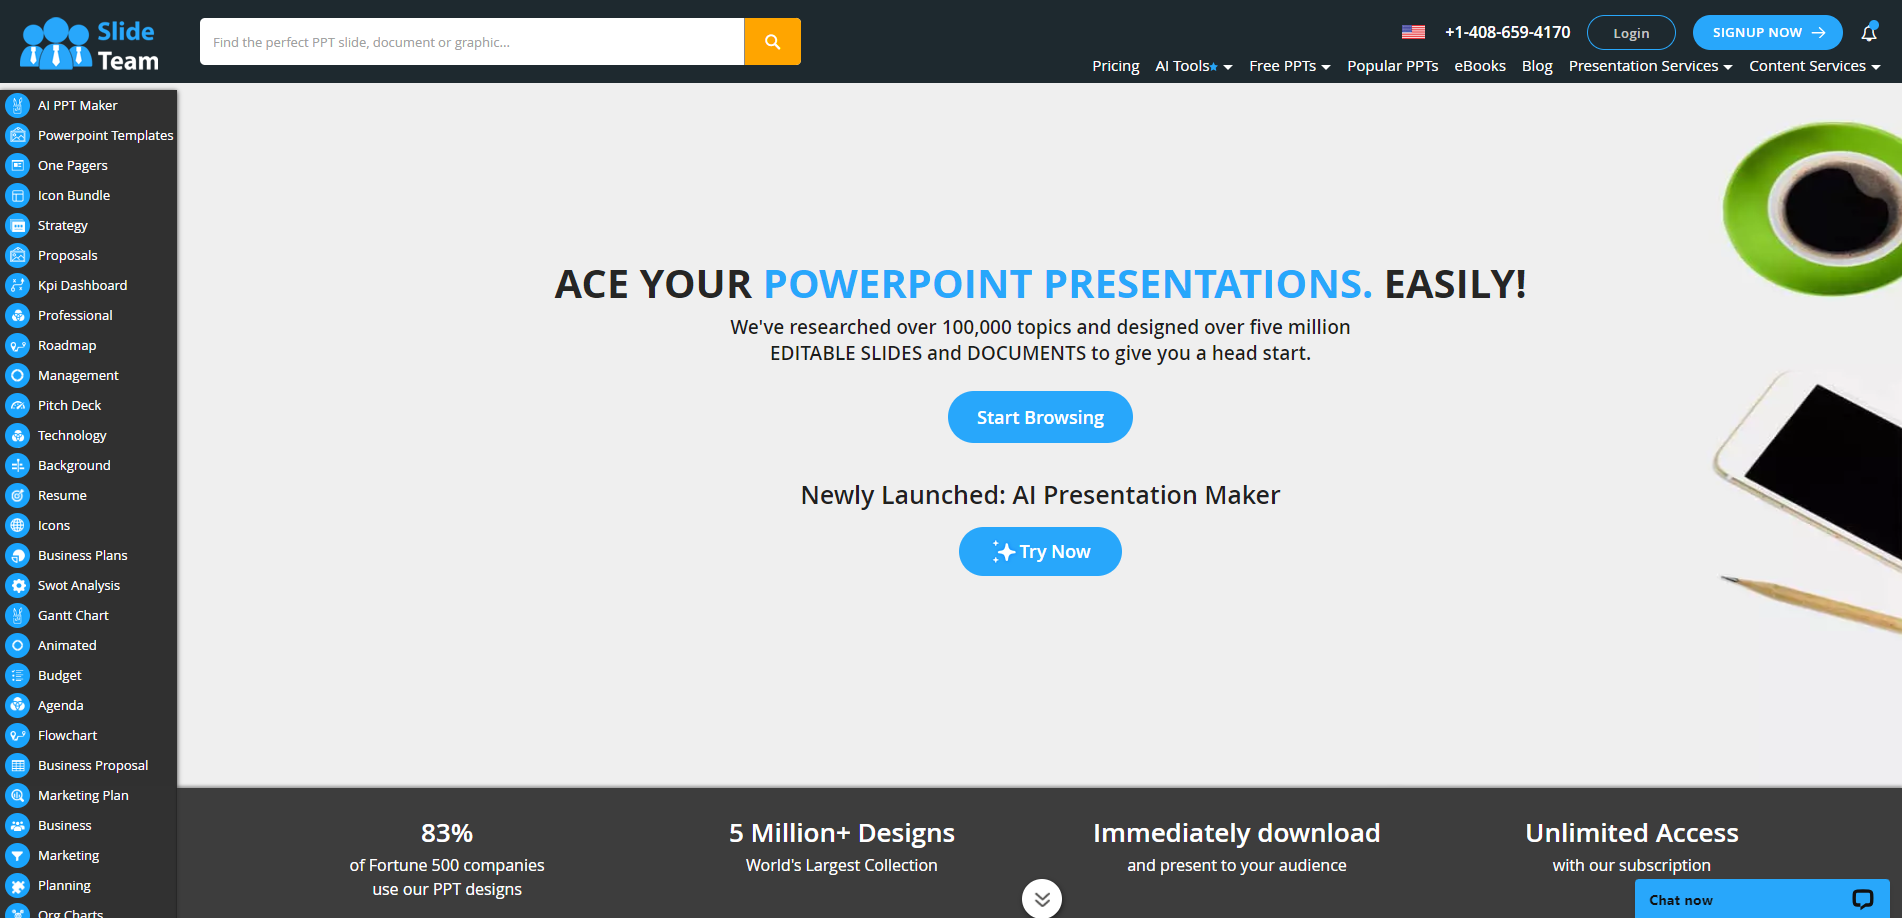 Slide
Team
Find the perfect PPT slide, document or graphic...
+1-408-659-4170
Login
SIGNUP NOW
Pricing
AI Tools
Free PPTs
Popular PPTs
eBooks
Blog
Presentation Services
Content Services
AI PPT Maker
Powerpoint Templates
One Pagers
Icon Bundle
Strategy
Proposals
Kpi Dashboard
Professional
Roadmap
Management
Pitch Deck
Technology
Background
Resume
Icons
Business Plans
Swot Analysis
Gantt Chart
Animated
Budget
Agenda
Flowchart
Business Proposal
Marketing Plan
Business
Marketing
Planning
Org Charts
ACE YOUR POWERPOINT PRESENTATIONS. EASILY!
We've researched over 100,000 topics and designed over five million
EDITABLE SLIDES and DOCUMENTS to give you a head start.
Start Browsing
Newly Launched: AI Presentation Maker
Try Now
83%
of Fortune 500 companies
use our PPT designs
5 Million+ Designs
World's Largest Collection
Immediately download
and present to your audience
Unlimited Access
with our subscription
Chat now